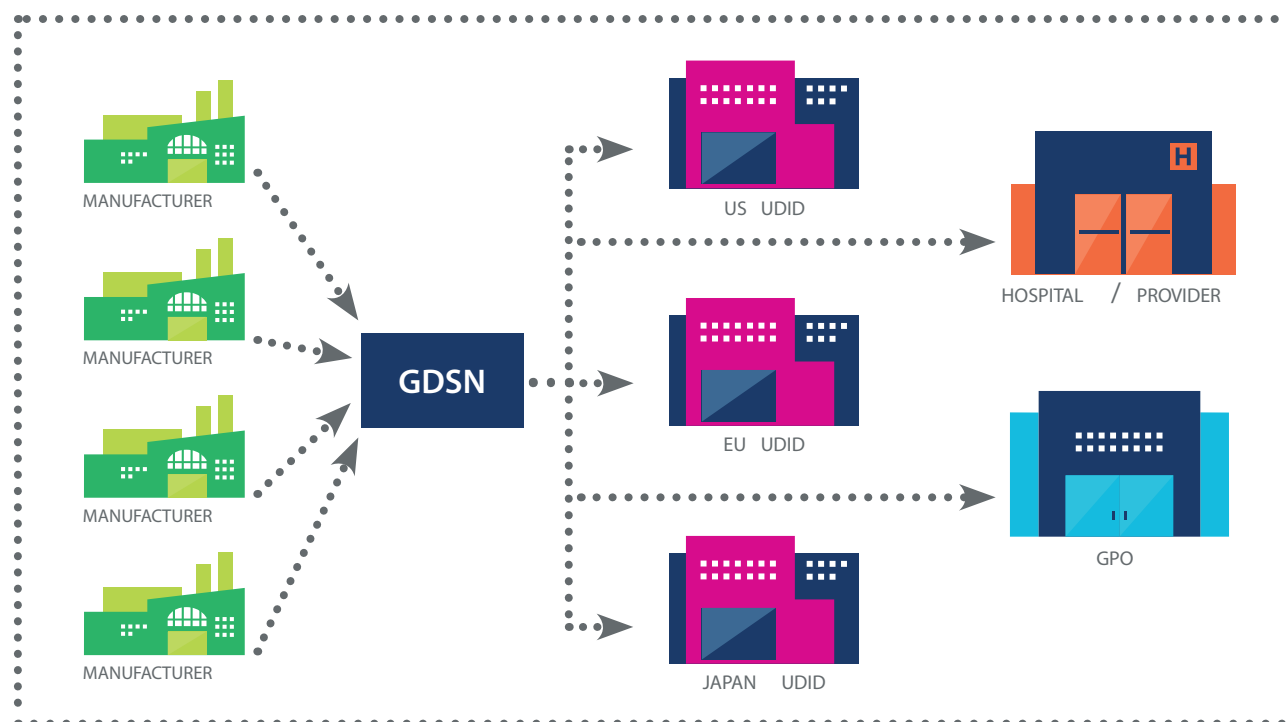 MANUFACTURER
MANUFACTURER
MANUFACTURER
MANUFACTURER
GDSN
US UDID
EU UDID
JAPAN UDID
H
HOSPITAL / PROVIDER
GPO